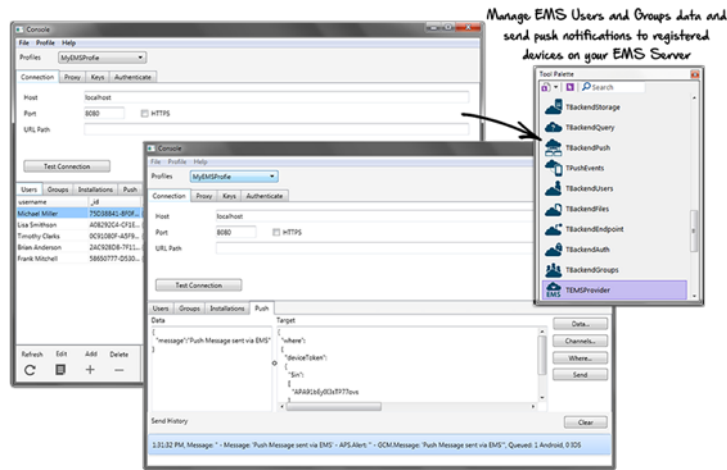 Manage EMS Users and Groups data and
send push notifications to registered
devices on your EMS Server
Console
File Profile Help
Profiles MyEMSProfie
Connection Proxy Keys Authenticate
Host localhost
Port 8080 HTTPS
URL Path
Test Connection
Users Groups Installations Push
username _id
Michael Miller
Lisa Smithson
Timothy Clarks
Brian Anderson
Frank Mitchell
Refresh Edit Add Delete
Console
File Profile Help
Profiles MyEMSProfie
Connection Proxy Keys Authenticate
Host localhost
Port 8080 HTTPS
URL Path
Test Connection
Users Groups Installations Push
Data Target
{
"message":"Push Message sent via EMS"
}
{
"where":
{
"deviceToken":
{
"$in":
[
]
Data...
Channels...
Where...
Send
Send History
Clear
1:31:32 PM, Message: '' - Message: 'Push Message sent via EMS' - APS.Alert: '' - GCM.Message: 'Push Message sent via EMS'', Queued: 1 Android, 0 IOS
Tool Palette
Search
TBackendStorage
TBackendQuery
TBackendPush
TPushEvents
TBackendUsers
TBackendFiles
TBackendEndpoint
TBackendAuth
TBackendGroups
EMS TEMSProvider